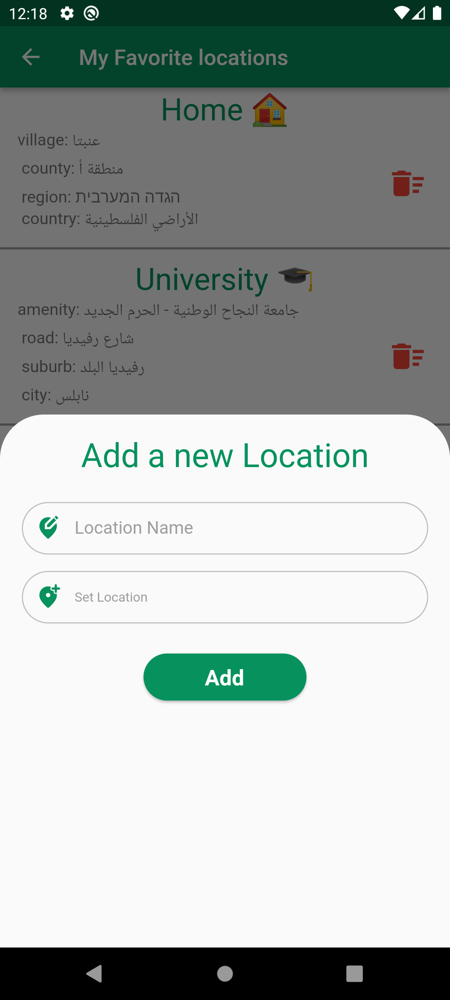 12:18
My Favorite locations
Home 🏠
village: عنبتا
county: منطقة أ
region: הגדה המערבית
country: الأراضي الفلسطينية
University 🎓
amenity: جامعة النجاح الوطنية - الحرم الجديد
road: شارع رفيديا
suburb: رفيديا البلد
city: نابلس
Add a new Location
Location Name
Set Location
Add